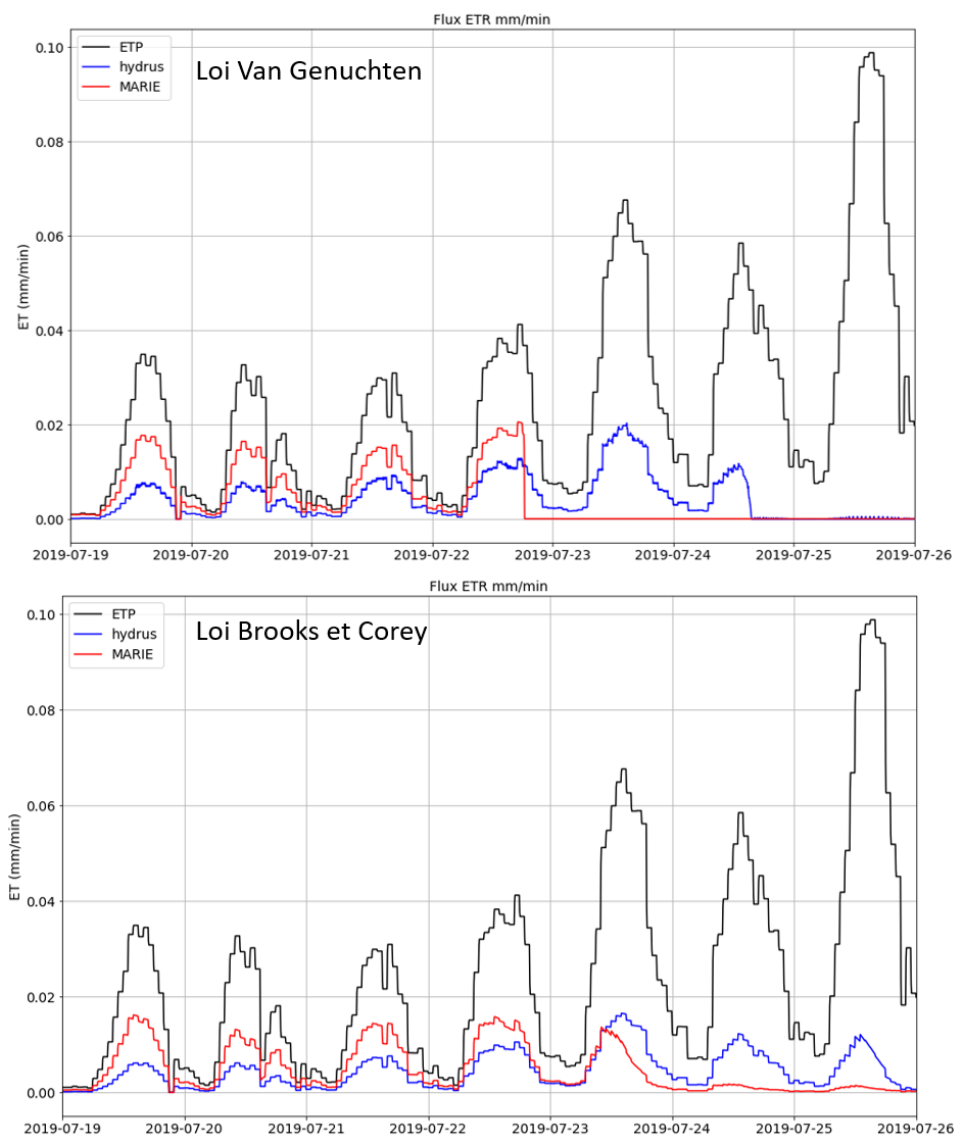 Flux ETR mm/min
ETP
hydrus
MARIE
Loi Van Genuchten
0.10
0.08
0.06
0.04
0.02
0.00
ET (mm/min)
2019-07-19 2019-07-20 2019-07-21 2019-07-22 2019-07-23 2019-07-24 2019-07-25 2019-07-26
Flux ETR mm/min
ETP
hydrus
MARIE
Loi Brooks et Corey
0.10
0.08
0.06
0.04
0.02
0.00
ET (mm/min)
2019-07-19 2019-07-20 2019-07-21 2019-07-22 2019-07-23 2019-07-24 2019-07-25 2019-07-26